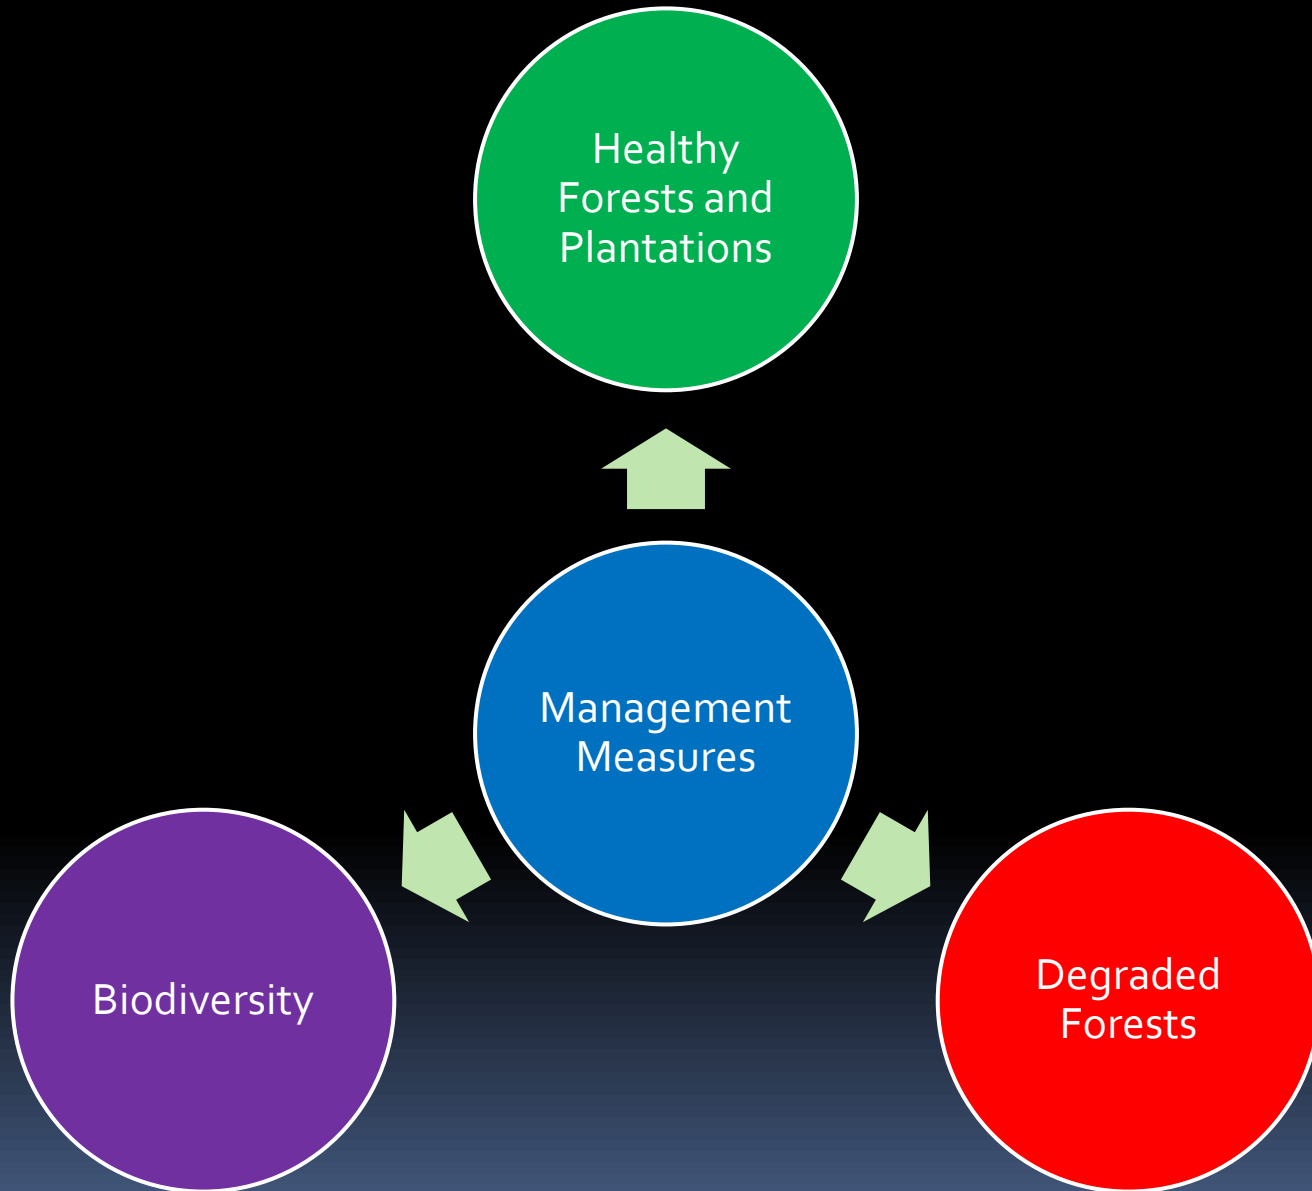 Healthy
Forests and
Plantations
Management
Measures
Biodiversity
Degraded
Forests